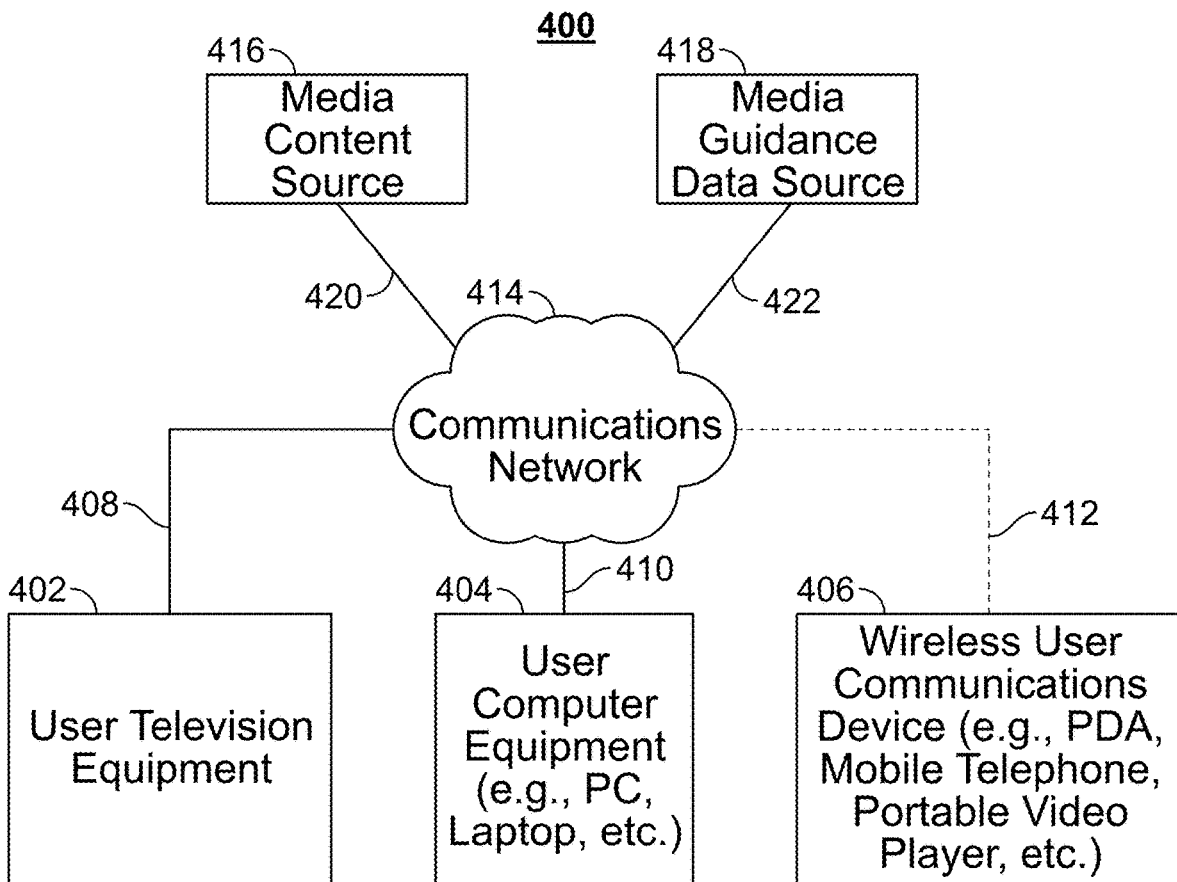 400
416
Media
Content
Source
418
Media
Guidance
Data Source
420
414
422
Communications
Network
408
410
412
402
User Television
Equipment
404
User
Computer
Equipment
(e.g., PC,
Laptop, etc.)
406
Wireless User
Communications
Device (e.g., PDA,
Mobile Telephone,
Portable Video
Player, etc.)